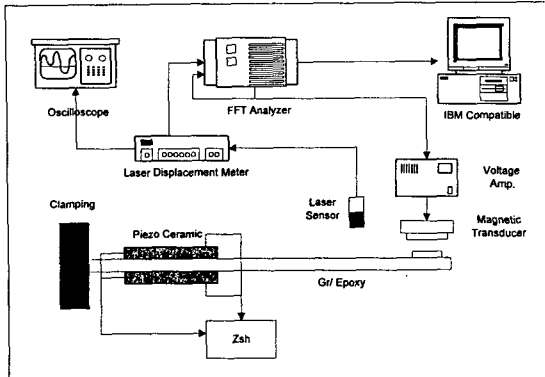 Oscilloscope
FFT Analyzer
IBM Compatible
Laser Displacement Meter
Voltage
Amp.
Laser
Sensor
Magnetic
Transducer
Clamping
Piezo Ceramic
Gr/ Epoxy
Zsh